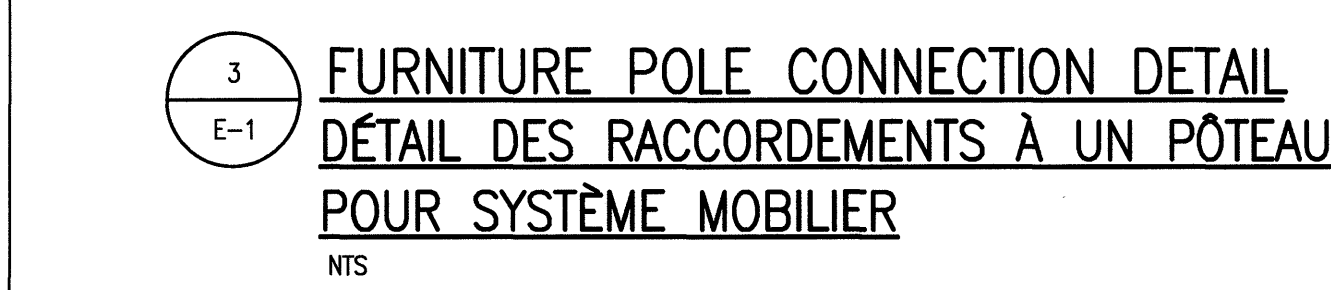 3
E-1
FURNITURE POLE CONNECTION DETAIL
DÉTAIL DES RACCORDEMENTS À UN PÔTEAU
POUR SYSTÈME MOBILIER
NTS